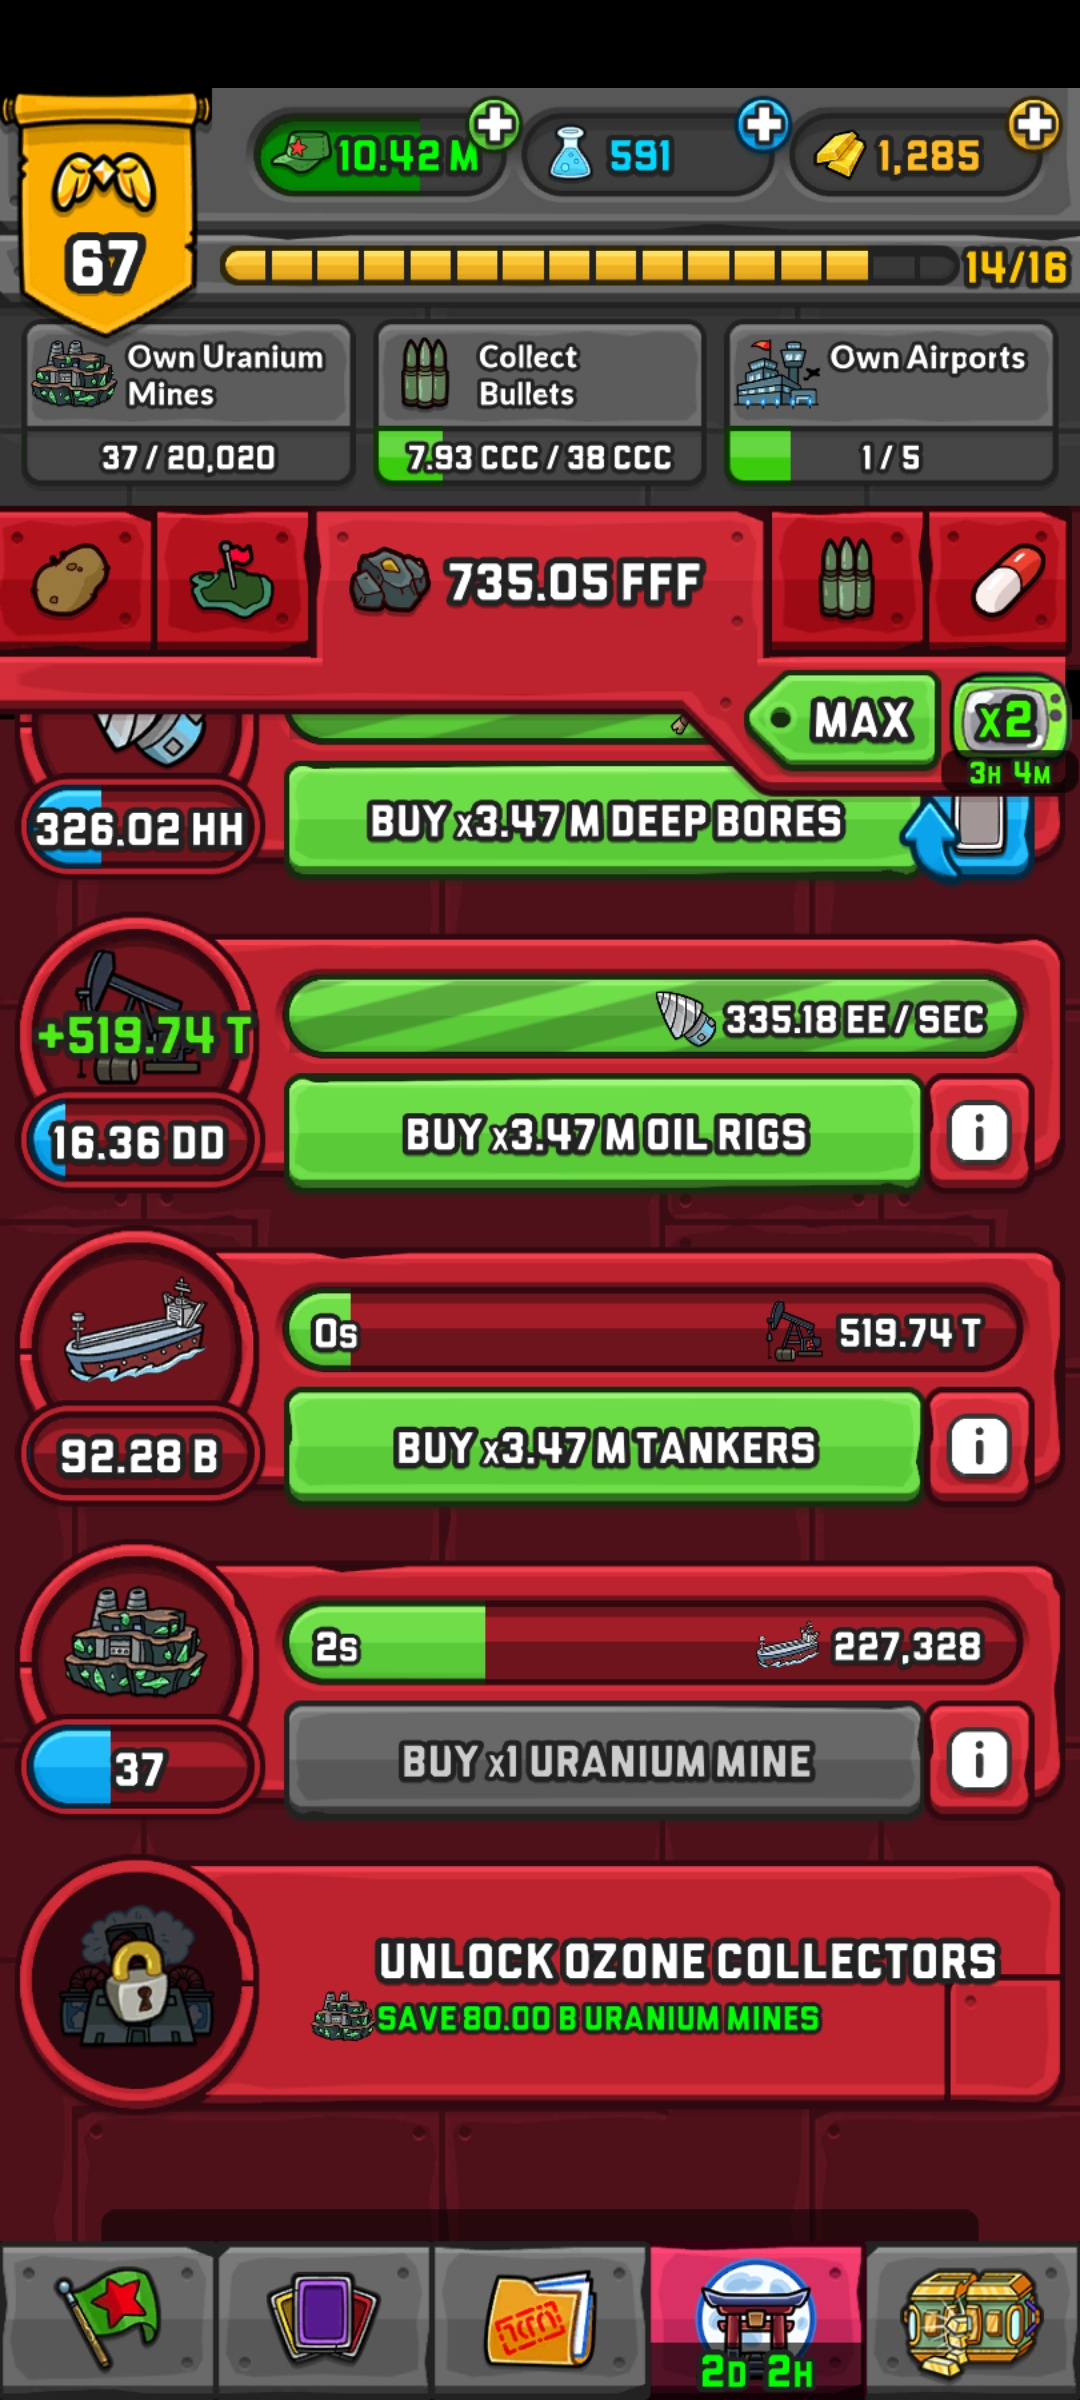 10.42 M
591
1,285
67
14/16
Own Uranium
Mines
37 / 20,020
Collect
Bullets
7.93 CCC / 38 CCC
Own Airports
1 / 5
735.05 FFF
MAX
x2
3H 4M
326.02 HH
BUY x3.47 M DEEP BORES
+519.74 T
335.18 EE / SEC
16.36 DD
BUY x3.47 M OIL RIGS
i
0s
519.74 T
92.28 B
BUY x3.47 M TANKERS
i
2s
227,328
37
BUY x1 URANIUM MINE
i
UNLOCK OZONE COLLECTORS
SAVE 80.00 B URANIUM MINES
2D 2H